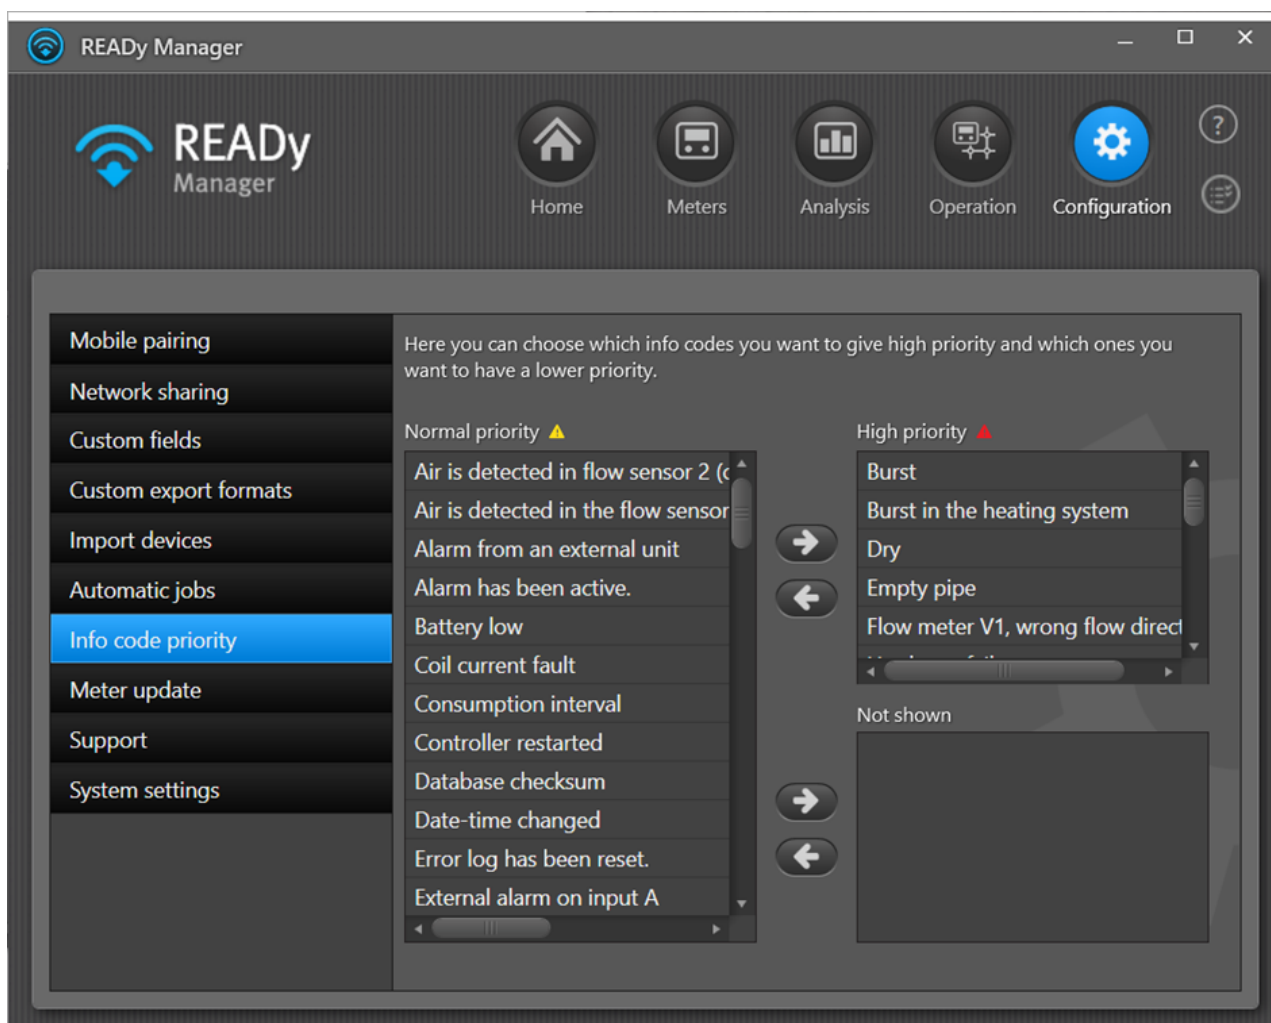 READy Manager
READy
Manager
Home
Meters
Analysis
Operation
Configuration
?
Mobile pairing
Network sharing
Custom fields
Custom export formats
Import devices
Automatic jobs
Info code priority
Meter update
Support
System settings
Here you can choose which info codes you want to give high priority and which ones you
want to have a lower priority.
Normal priority
Air is detected in flow sensor 2 (c
Air is detected in the flow sensor
Alarm from an external unit
Alarm has been active.
Battery low
Coil current fault
Consumption interval
Controller restarted
Database checksum
Date-time changed
Error log has been reset.
External alarm on input A
High priority
Burst
Burst in the heating system
Dry
Empty pipe
Flow meter V1, wrong flow direct
Not shown